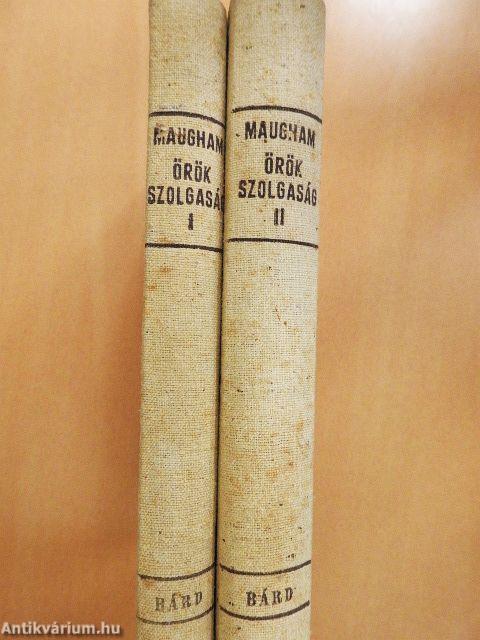 MAUGHAM
ÖRÖK
SZOLGASÁG
I
BÁRD
MAUGHAM
ÖRÖK
SZOLGASÁG
II
BÁRD
Antikvárium.hu